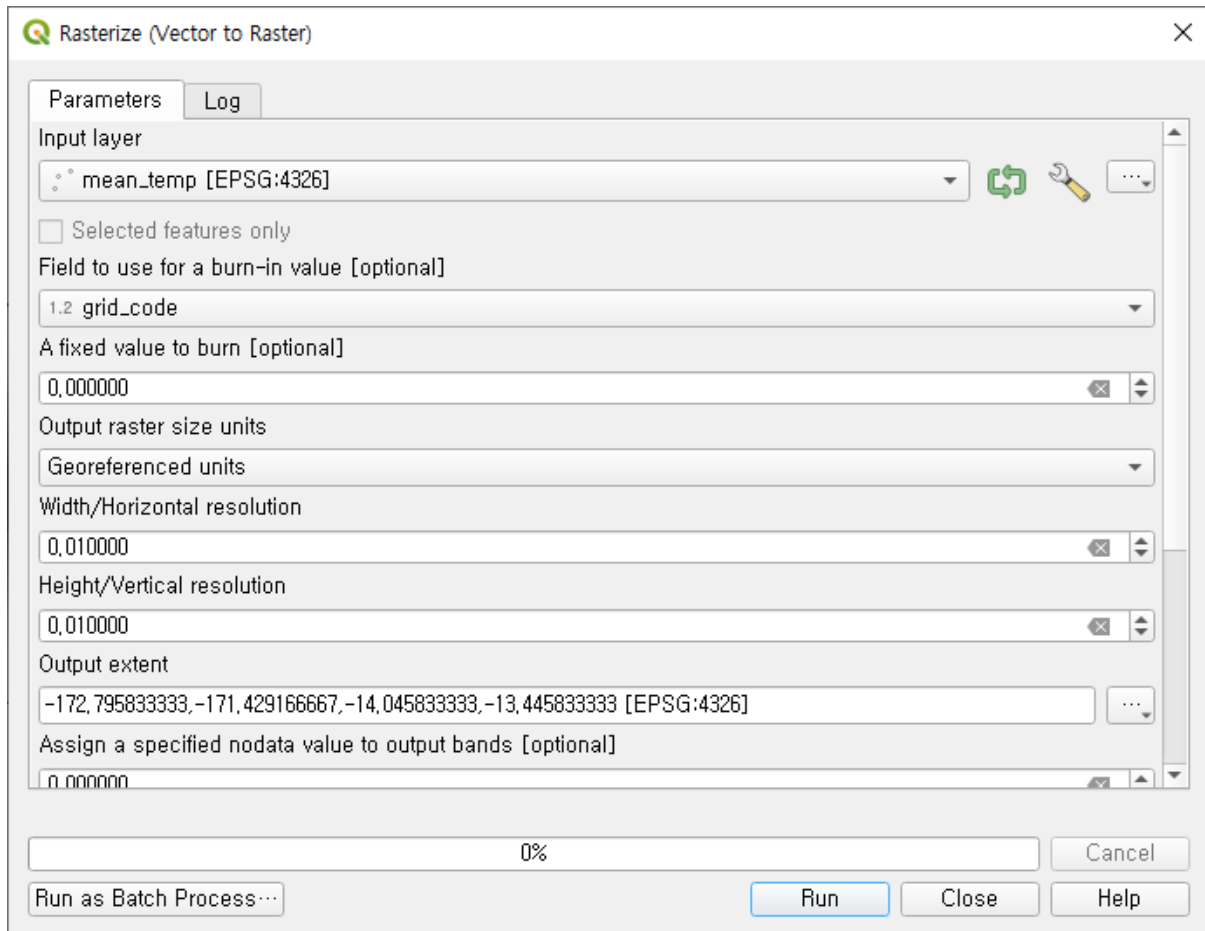 Rasterize (Vector to Raster)
Parameters Log
Input layer
mean_temp [EPSG:4326]
Selected features only
Field to use for a burn-in value [optional]
1.2 grid_code
A fixed value to burn [optional]
0,000000
Output raster size units
Georeferenced units
Width/Horizontal resolution
0,010000
Height/Vertical resolution
0,010000
Output extent
-172,795833333,-171,429166667,-14,045833333,-13,445833333 [EPSG:4326]
Assign a specified nodata value to output bands [optional]
0,000000
0%
Cancel
Run as Batch Process…
Run
Close
Help